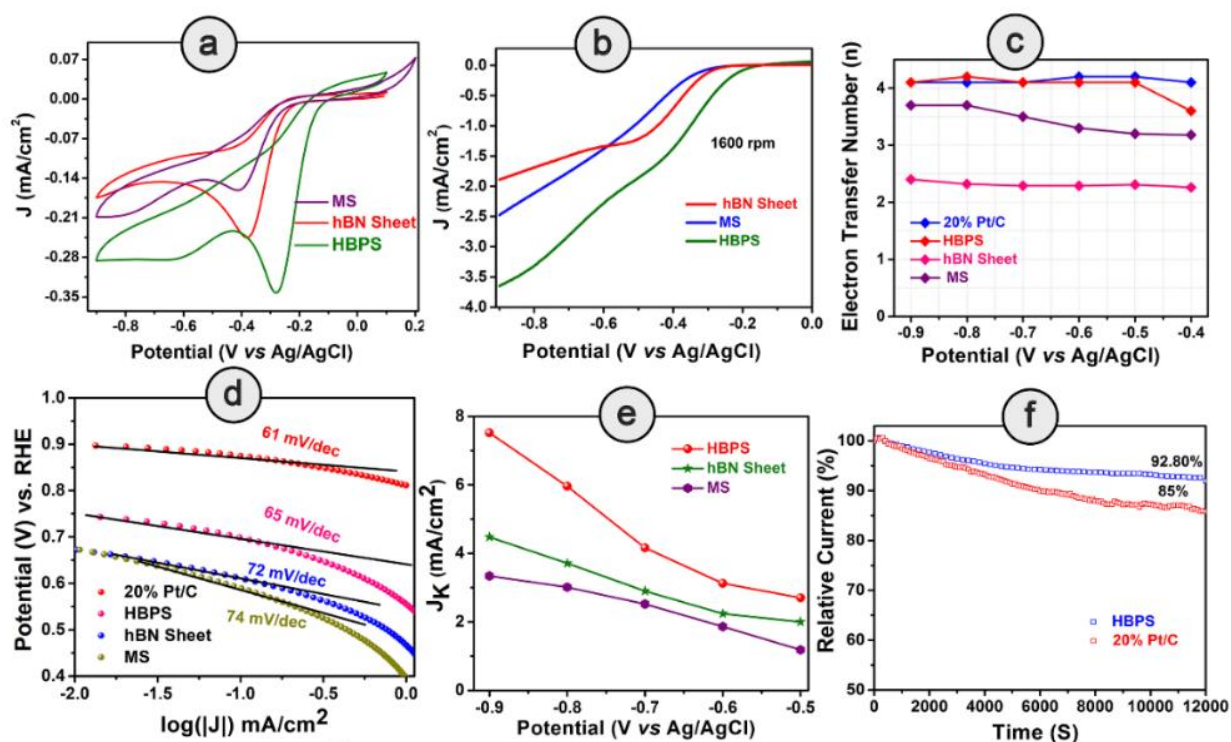 a
J (mA/cm²)
0.07
0.00
-0.07
-0.14
-0.21
-0.28
-0.35
MS
hBN Sheet
HBPS
-0.8 -0.6 -0.4 -0.2 0.0 0.2
Potential (V vs Ag/AgCl)
b
J (mA/cm²)
0.0
-0.5
-1.0
-1.5
-2.0
-2.5
-3.0
-3.5
-4.0
1600 rpm
hBN Sheet
MS
HBPS
-0.8 -0.6 -0.4 -0.2 0.0
Potential (V vs Ag/AgCl)
c
Electron Transfer Number (n)
4
3
2
1
0
20% Pt/C
HBPS
hBN Sheet
MS
-0.9 -0.8 -0.7 -0.6 -0.5 -0.4
Potential (V vs Ag/AgCl)
d
Potential (V) vs. RHE
1.0
0.9
0.8
0.7
0.6
0.5
0.4
61 mV/dec
65 mV/dec
72 mV/dec
74 mV/dec
20% Pt/C
HBPS
hBN Sheet
MS
-2.0 -1.5 -1.0 -0.5 0.0
log(|J|) mA/cm²
e
J_K (mA/cm²
8
6
4
2
0
HBPS
hBN Sheet
MS
-0.9 -0.8 -0.7 -0.6 -0.5
Potential (V vs Ag/AgCl)
f
Relative Current (%)
100
90
80
70
60
50
92.80%
85%
HBPS
20% Pt/C
0 2000 4000 6000 8000 10000 12000
Time (S)